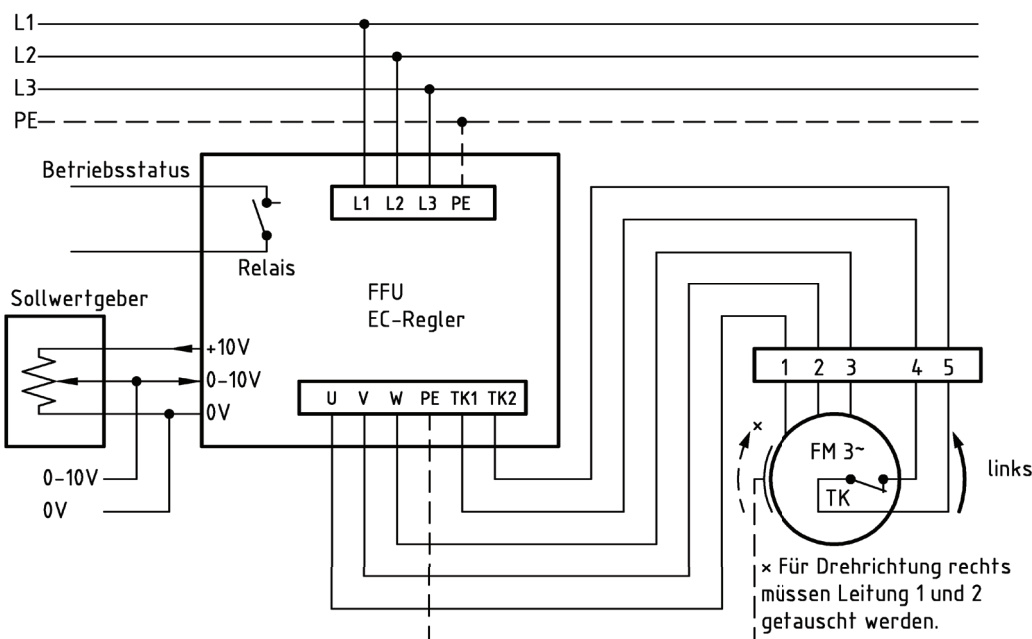 L1
L2
L3
PE
Betriebsstatus
L1 L2 L3 PE
Relais
Sollwertgeber
FFU
EC-Regler
+10V
0-10V
0V
U V W PE TK1 TK2
1 2 3 4 5
×
FM 3~
TK
links
0-10V
0V
× Für Drehrichtung rechts
müssen Leitung 1 und 2
getauscht werden.